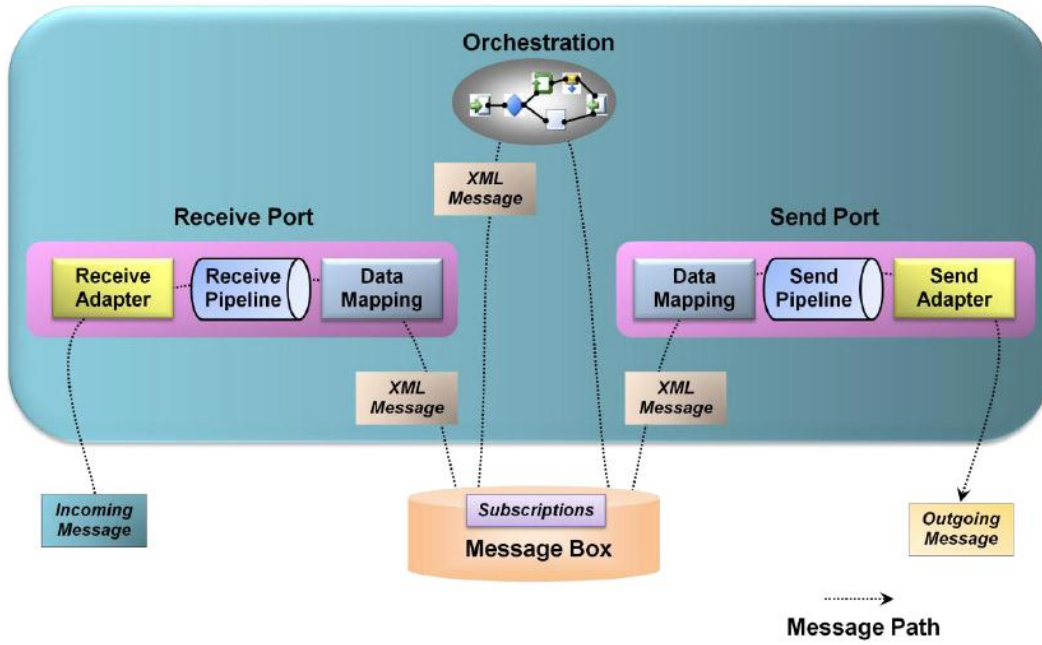 Orchestration
XML
Message
Receive Port
Send Port
Receive
Adapter
Receive
Pipeline
Data
Mapping
Data
Mapping
Send
Pipeline
Send
Adapter
XML
Message
XML
Message
Incoming
Message
Subscriptions
Message Box
Outgoing
Message
Message Path